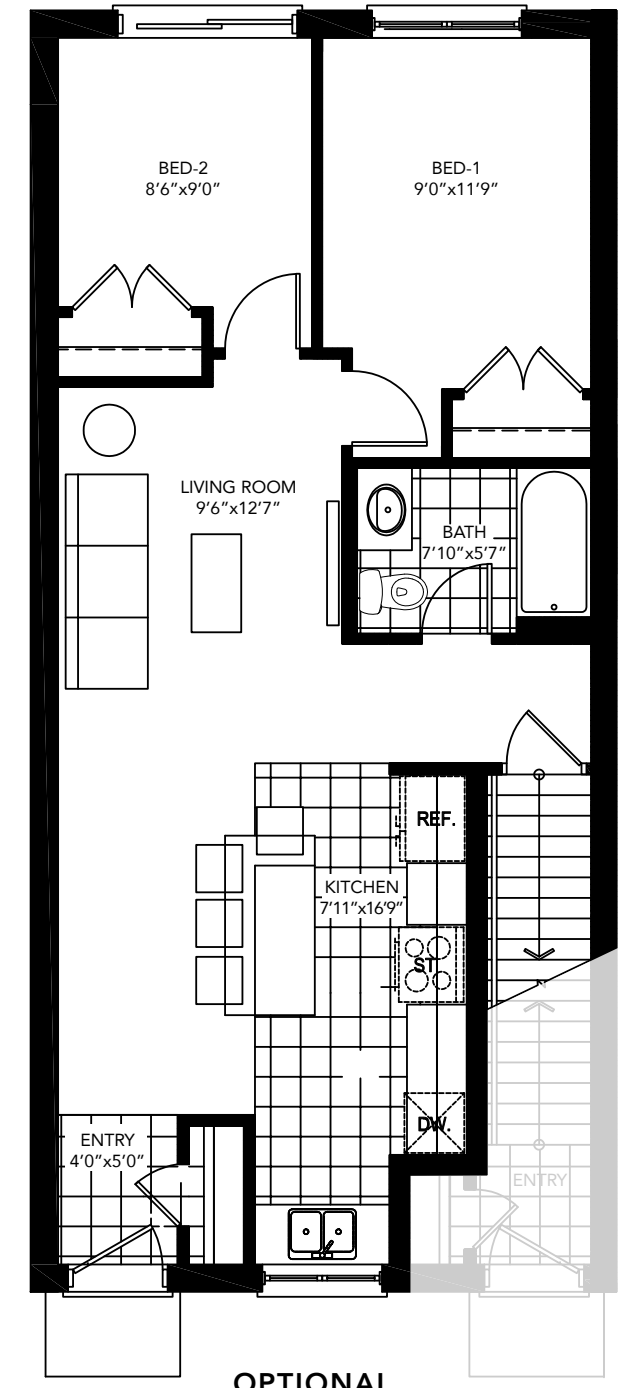 BED-2
8'6"x9'0"
BED-1
9'0"x11'9"
LIVING ROOM
9'6"x12'7"
BATH
7'10"x5'7"
REF.
KITCHEN
7'11"x16'9"
ST.
DW.
ENTRY
4'0"x5'0"
ENTRY
OPTIONAL